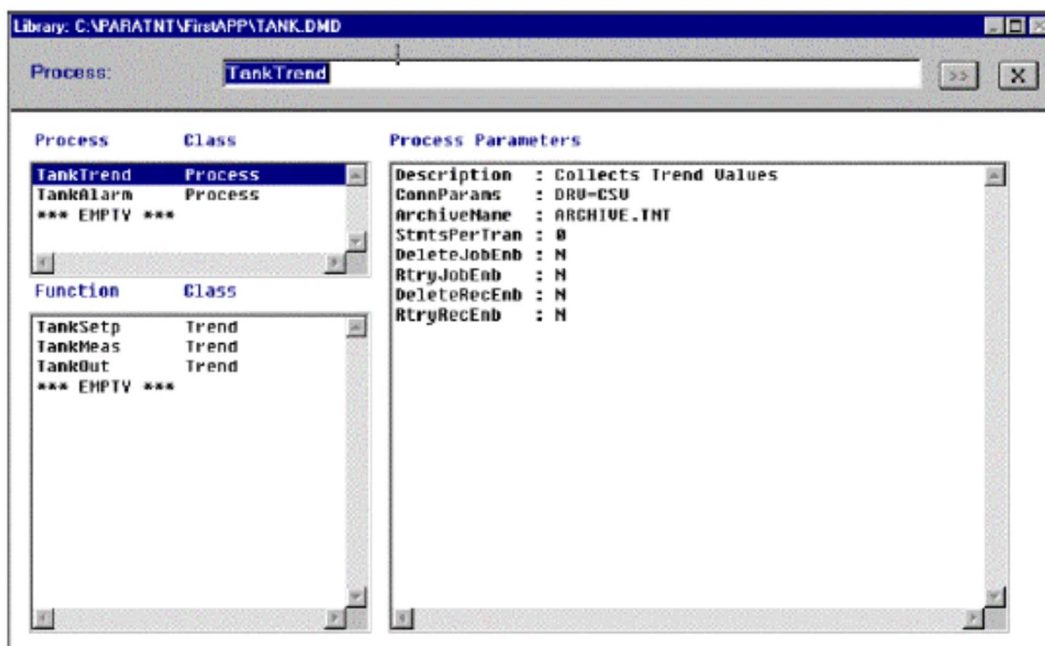 Library: C:\PARATNT\FirstAPP\TANK.DMD
Process: TankTrend >> X
Process Class
TankTrend Process
TankAlarm Process
*** EMPTY ***
Function Class
TankSetp Trend
TankMeas Trend
TankOut Trend
*** EMPTY ***
Process Parameters
Description : Collects Trend Values
ConnParams : DRV=CSV
ArchiveName : ARCHIVE.TNT
StmtsPerTran : 0
DeleteJobEnb : N
RtryJobEnb : N
DeleteRecEnb : N
RtryRecEnb : N